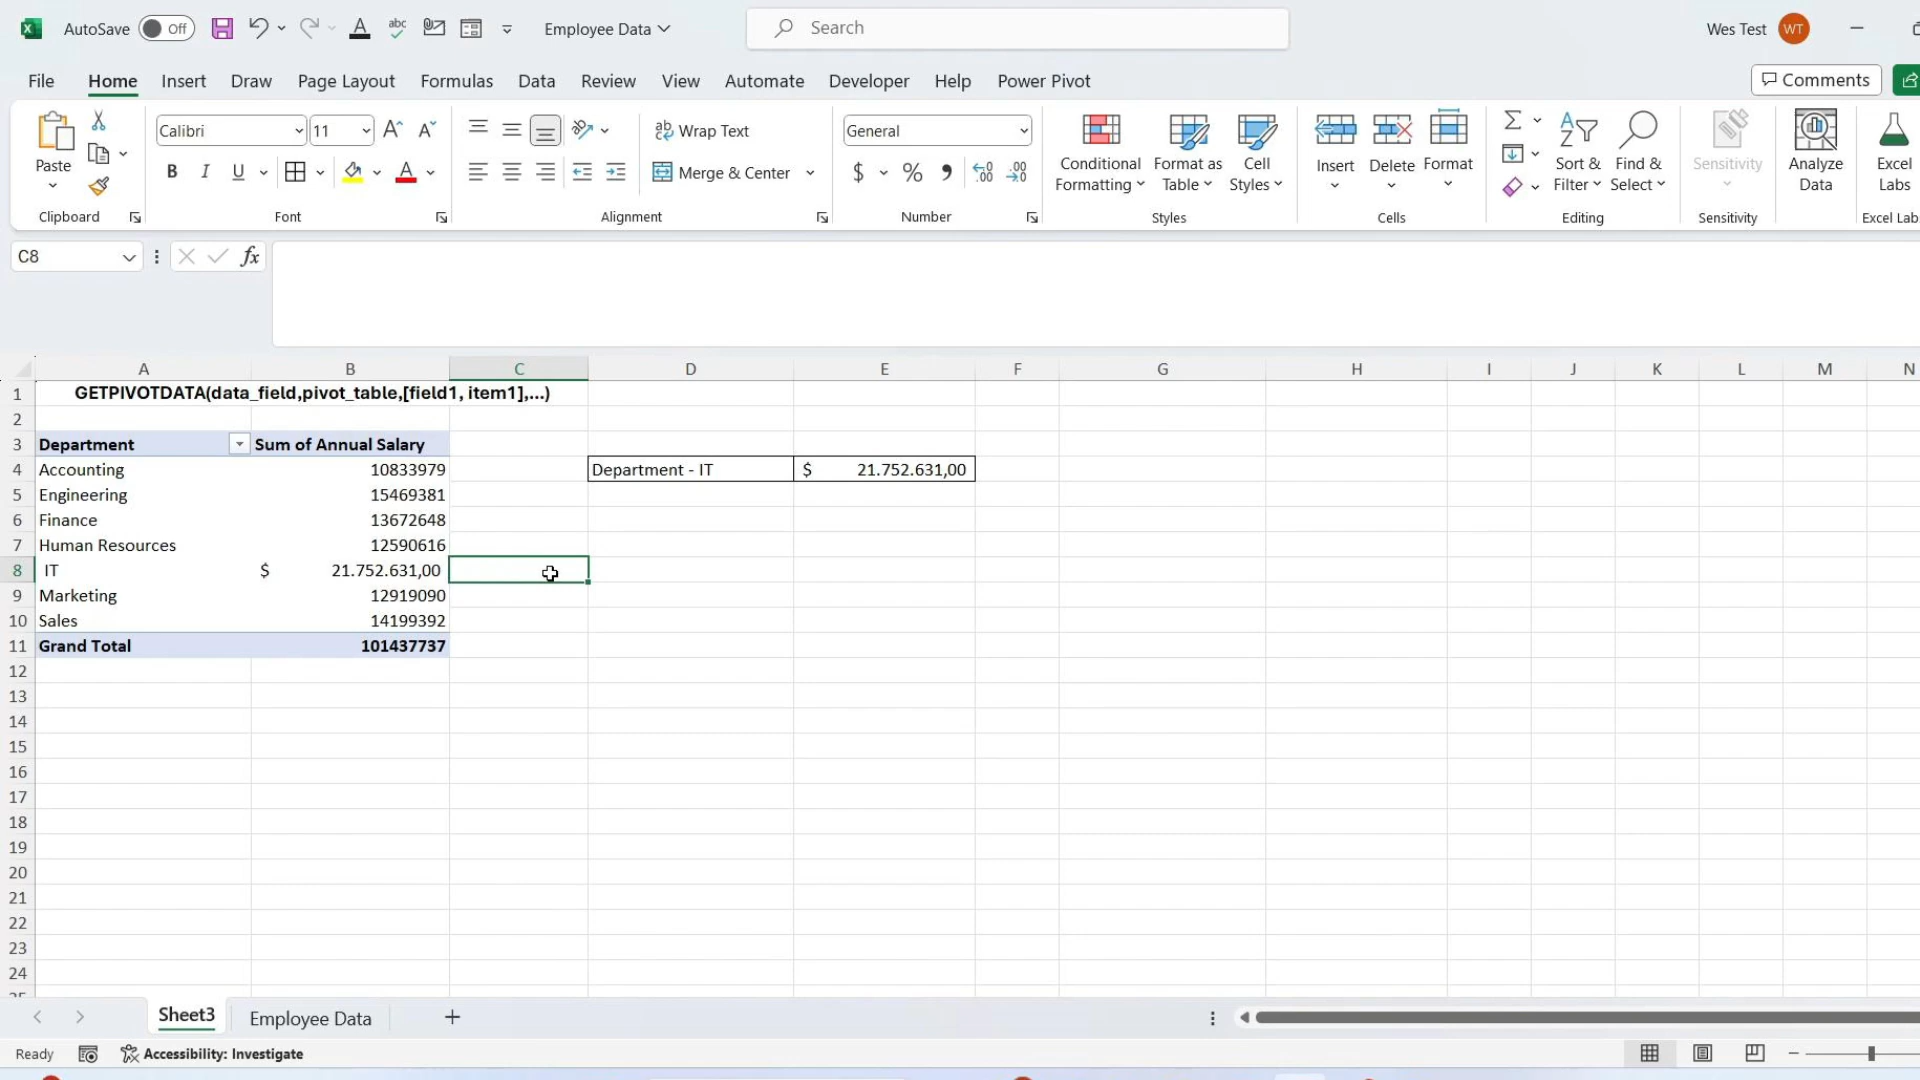 AutoSave Off Employee Data Search Wes Test WT
File Home Insert Draw Page Layout Formulas Data Review View Automate Developer Help Power Pivot Comments
Paste Calibri 11 Wrap Text General Conditional Formatting Format as Table Cell Styles Insert Delete Format Sort & Filter Find & Select Sensitivity Analyze Data Excel Labs
B I U Merge & Center $ %
Clipboard Font Alignment Number Styles Cells Editing Sensitivity Excel Lab
C8 fx
A B C D E F G H I J K L M N
1 GETPIVOTDATA(data_field,pivot_table,[field1, item1],...)
2
3 Department Sum of Annual Salary
4 Accounting 10833979 Department - IT $ 21.752.631,00
5 Engineering 15469381
6 Finance 13672648
7 Human Resources 12590616
8 IT $ 21.752.631,00
9 Marketing 12919090
10 Sales 14199392
11 Grand Total 101437737
12
13
14
15
16
17
18
19
20
21
22
23
24
Sheet3 Employee Data
Ready Accessibility: Investigate